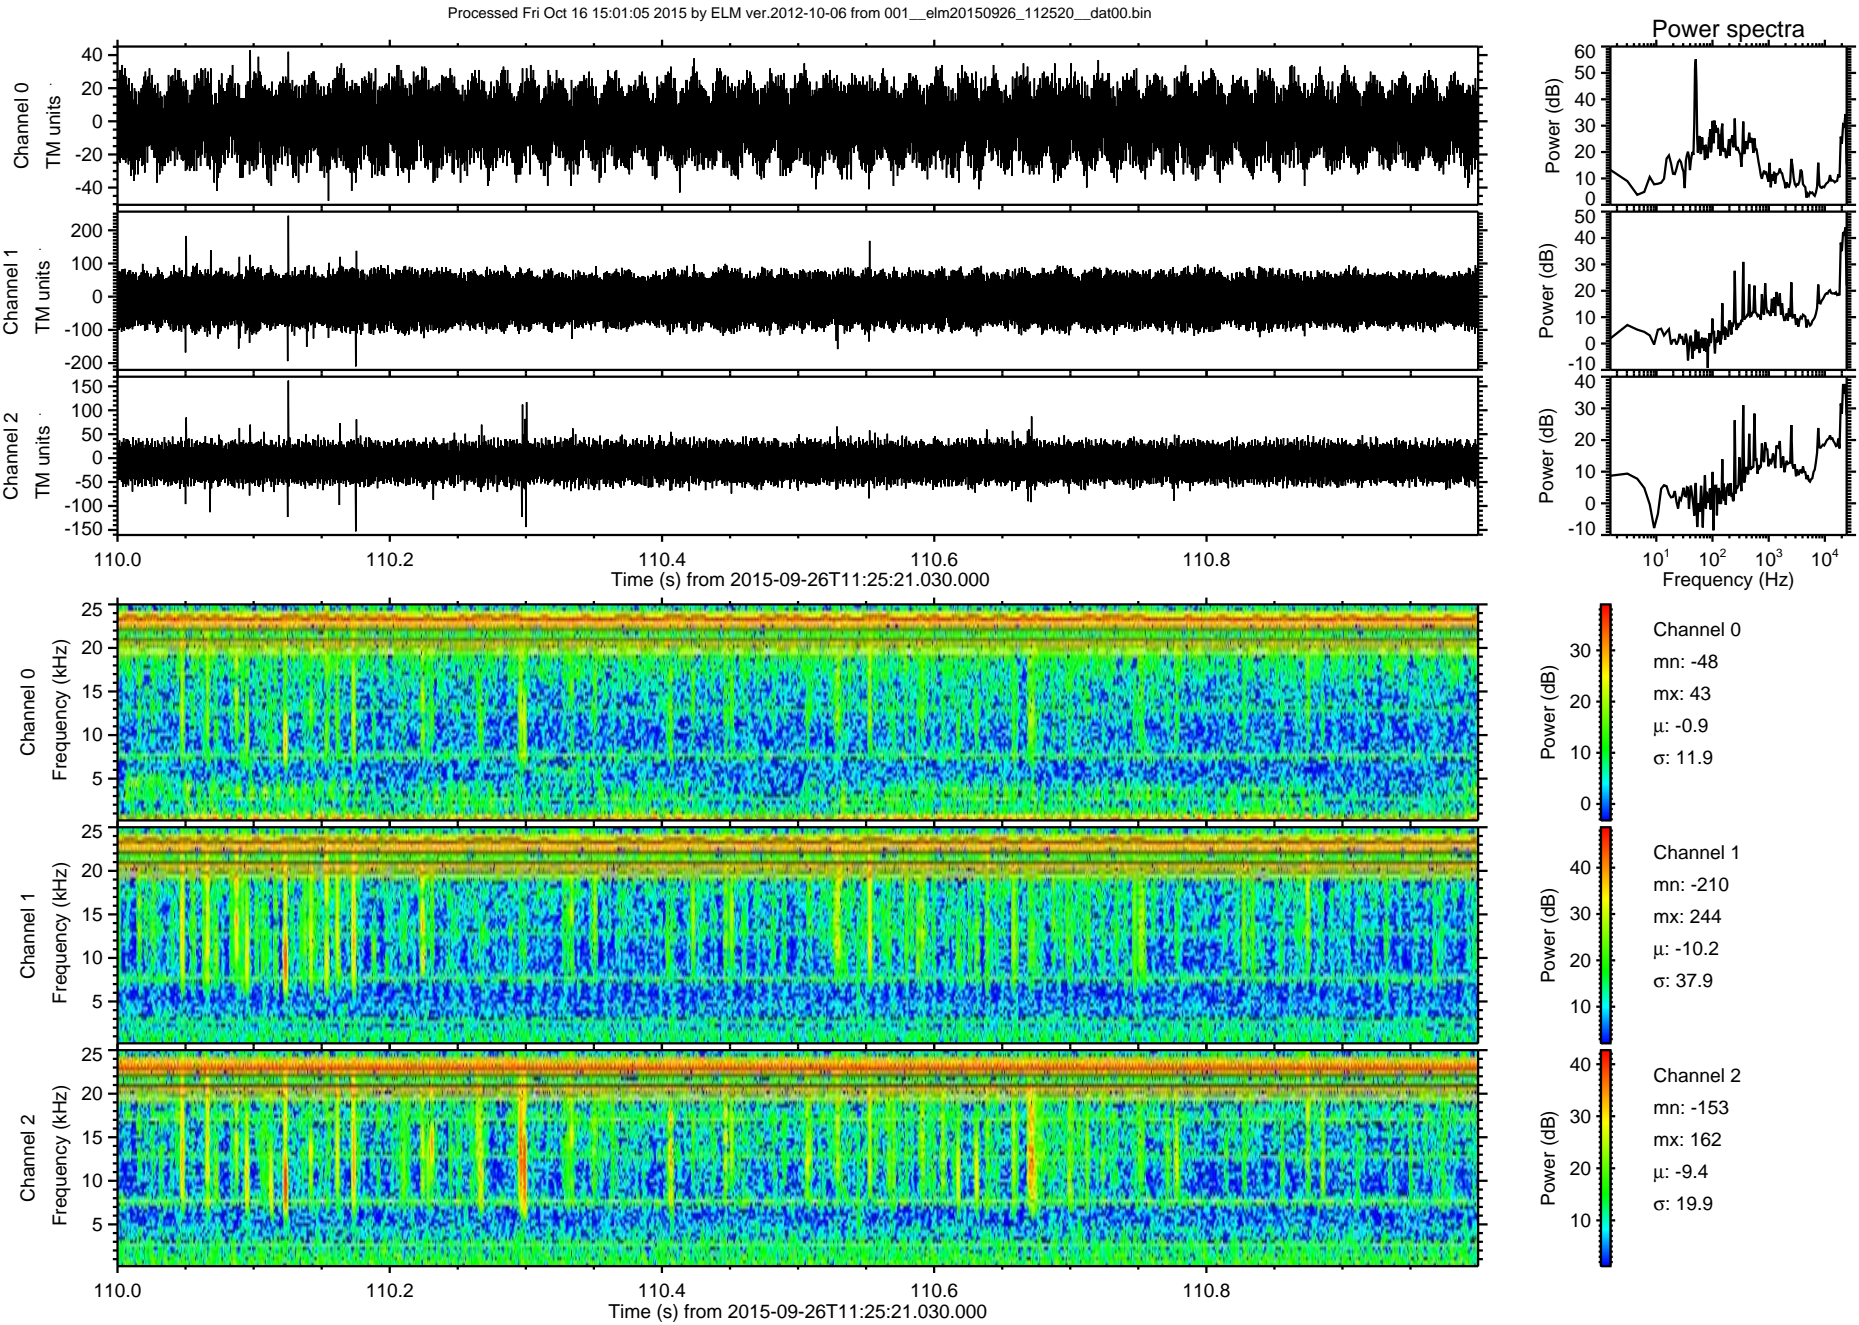 Processed Fri Oct 16 15:01:05 2015 by ELM ver.2012-10-06 from 001__elm20150926_112520__dat00.bin
Power spectra
Channel 0
TM units
40
20
0
-20
-40
Power (dB)
60
50
40
30
20
10
0
Channel 1
TM units
200
100
0
-100
-200
Power (dB)
50
40
30
20
10
0
-10
Channel 2
TM units
150
100
50
0
-50
-100
-150
Power (dB)
40
30
20
10
0
-10
110.0 110.2 110.4 110.6 110.8
Time (s) from 2015-09-26T11:25:21.030.000
10¹ 10² 10³ 10⁴
Frequency (Hz)
Channel 0
Frequency (kHz)
25
20
15
10
5
Power (dB)
30
20
10
0
Channel 0
mn: -48
mx: 43
μ: -0.9
σ: 11.9
Channel 1
Frequency (kHz)
25
20
15
10
5
Power (dB)
40
30
20
10
Channel 1
mn: -210
mx: 244
μ: -10.2
σ: 37.9
Channel 2
Frequency (kHz)
25
20
15
10
5
Power (dB)
40
30
20
10
Channel 2
mn: -153
mx: 162
μ: -9.4
σ: 19.9
110.0 110.2 110.4 110.6 110.8
Time (s) from 2015-09-26T11:25:21.030.000